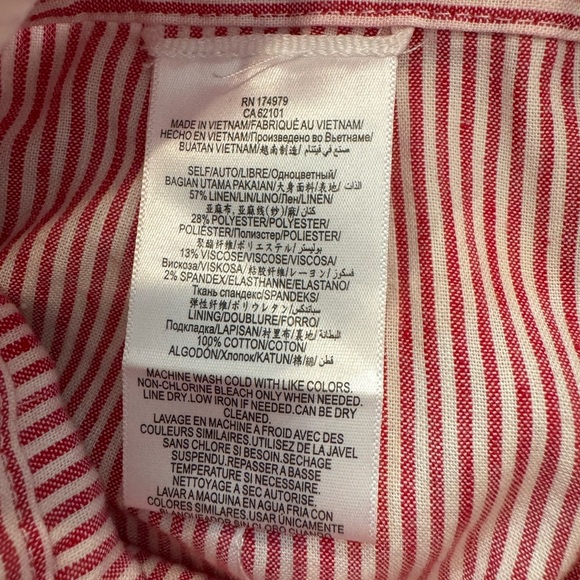 RN 174979
CA 62101
MADE IN VIETNAM/FABRIQUÉ AU VIETNAM/
HECHO EN VIETNAM/Произведено во Вьетнаме/
BUATAN VIETNAM/越南制造/صنع في فيتنام
SELF/AUTO/LIBRE/Одноцветный/
BAGIAN UTAMA PAKAIAN/大身面料/表地/الذات
57% LINEN/LIN/LINO/Лен/LINEN/
亚麻布, 亚麻线(纱)/麻/كتان
28% POLYESTER/POLYESTER/
POLIÉSTER/Полиэстер/POLIESTER/
聚酯纤维/ポリエステル/بوليستر
13% VISCOSE/VISCOSE/VISCOSA/
Вискоза/VISKOSA/粘胶纤维/レーヨン/فسكوز
2% SPANDEX/ELASTHANNE/ELASTANO/
Ткань спандекс/SPANDEKS/
弹性纤维/ポリウレタン/سباندكس
LINING/DOUBLURE/FORRO/
Подкладка/LAPISAN/衬里布/裏地/البطانة
100% COTTON/COTON/
ALGODÓN/Хлопок/KATUN/棉/綿/قطن
MACHINE WASH COLD WITH LIKE COLORS.
NON-CHLORINE BLEACH ONLY WHEN NEEDED.
LINE DRY.LOW IRON IF NEEDED.CAN BE DRY
CLEANED.
LAVAGE EN MACHINE A FROID AVEC DES
COULEURS SIMILAIRES.UTILISEZ DE LA JAVEL
SANS CHLORE SI BESOIN.SECHAGE
SUSPENDU.REPASSER A BASSE
TEMPERATURE SI NECESSAIRE.
NETTOYAGE A SEC AUTORISE.
LAVAR A MAQUINA EN AGUA FRIA CON
COLORES SIMILARES.USAR UNICAMENTE
BLANQUEADOR SIN CLORO CUANDO